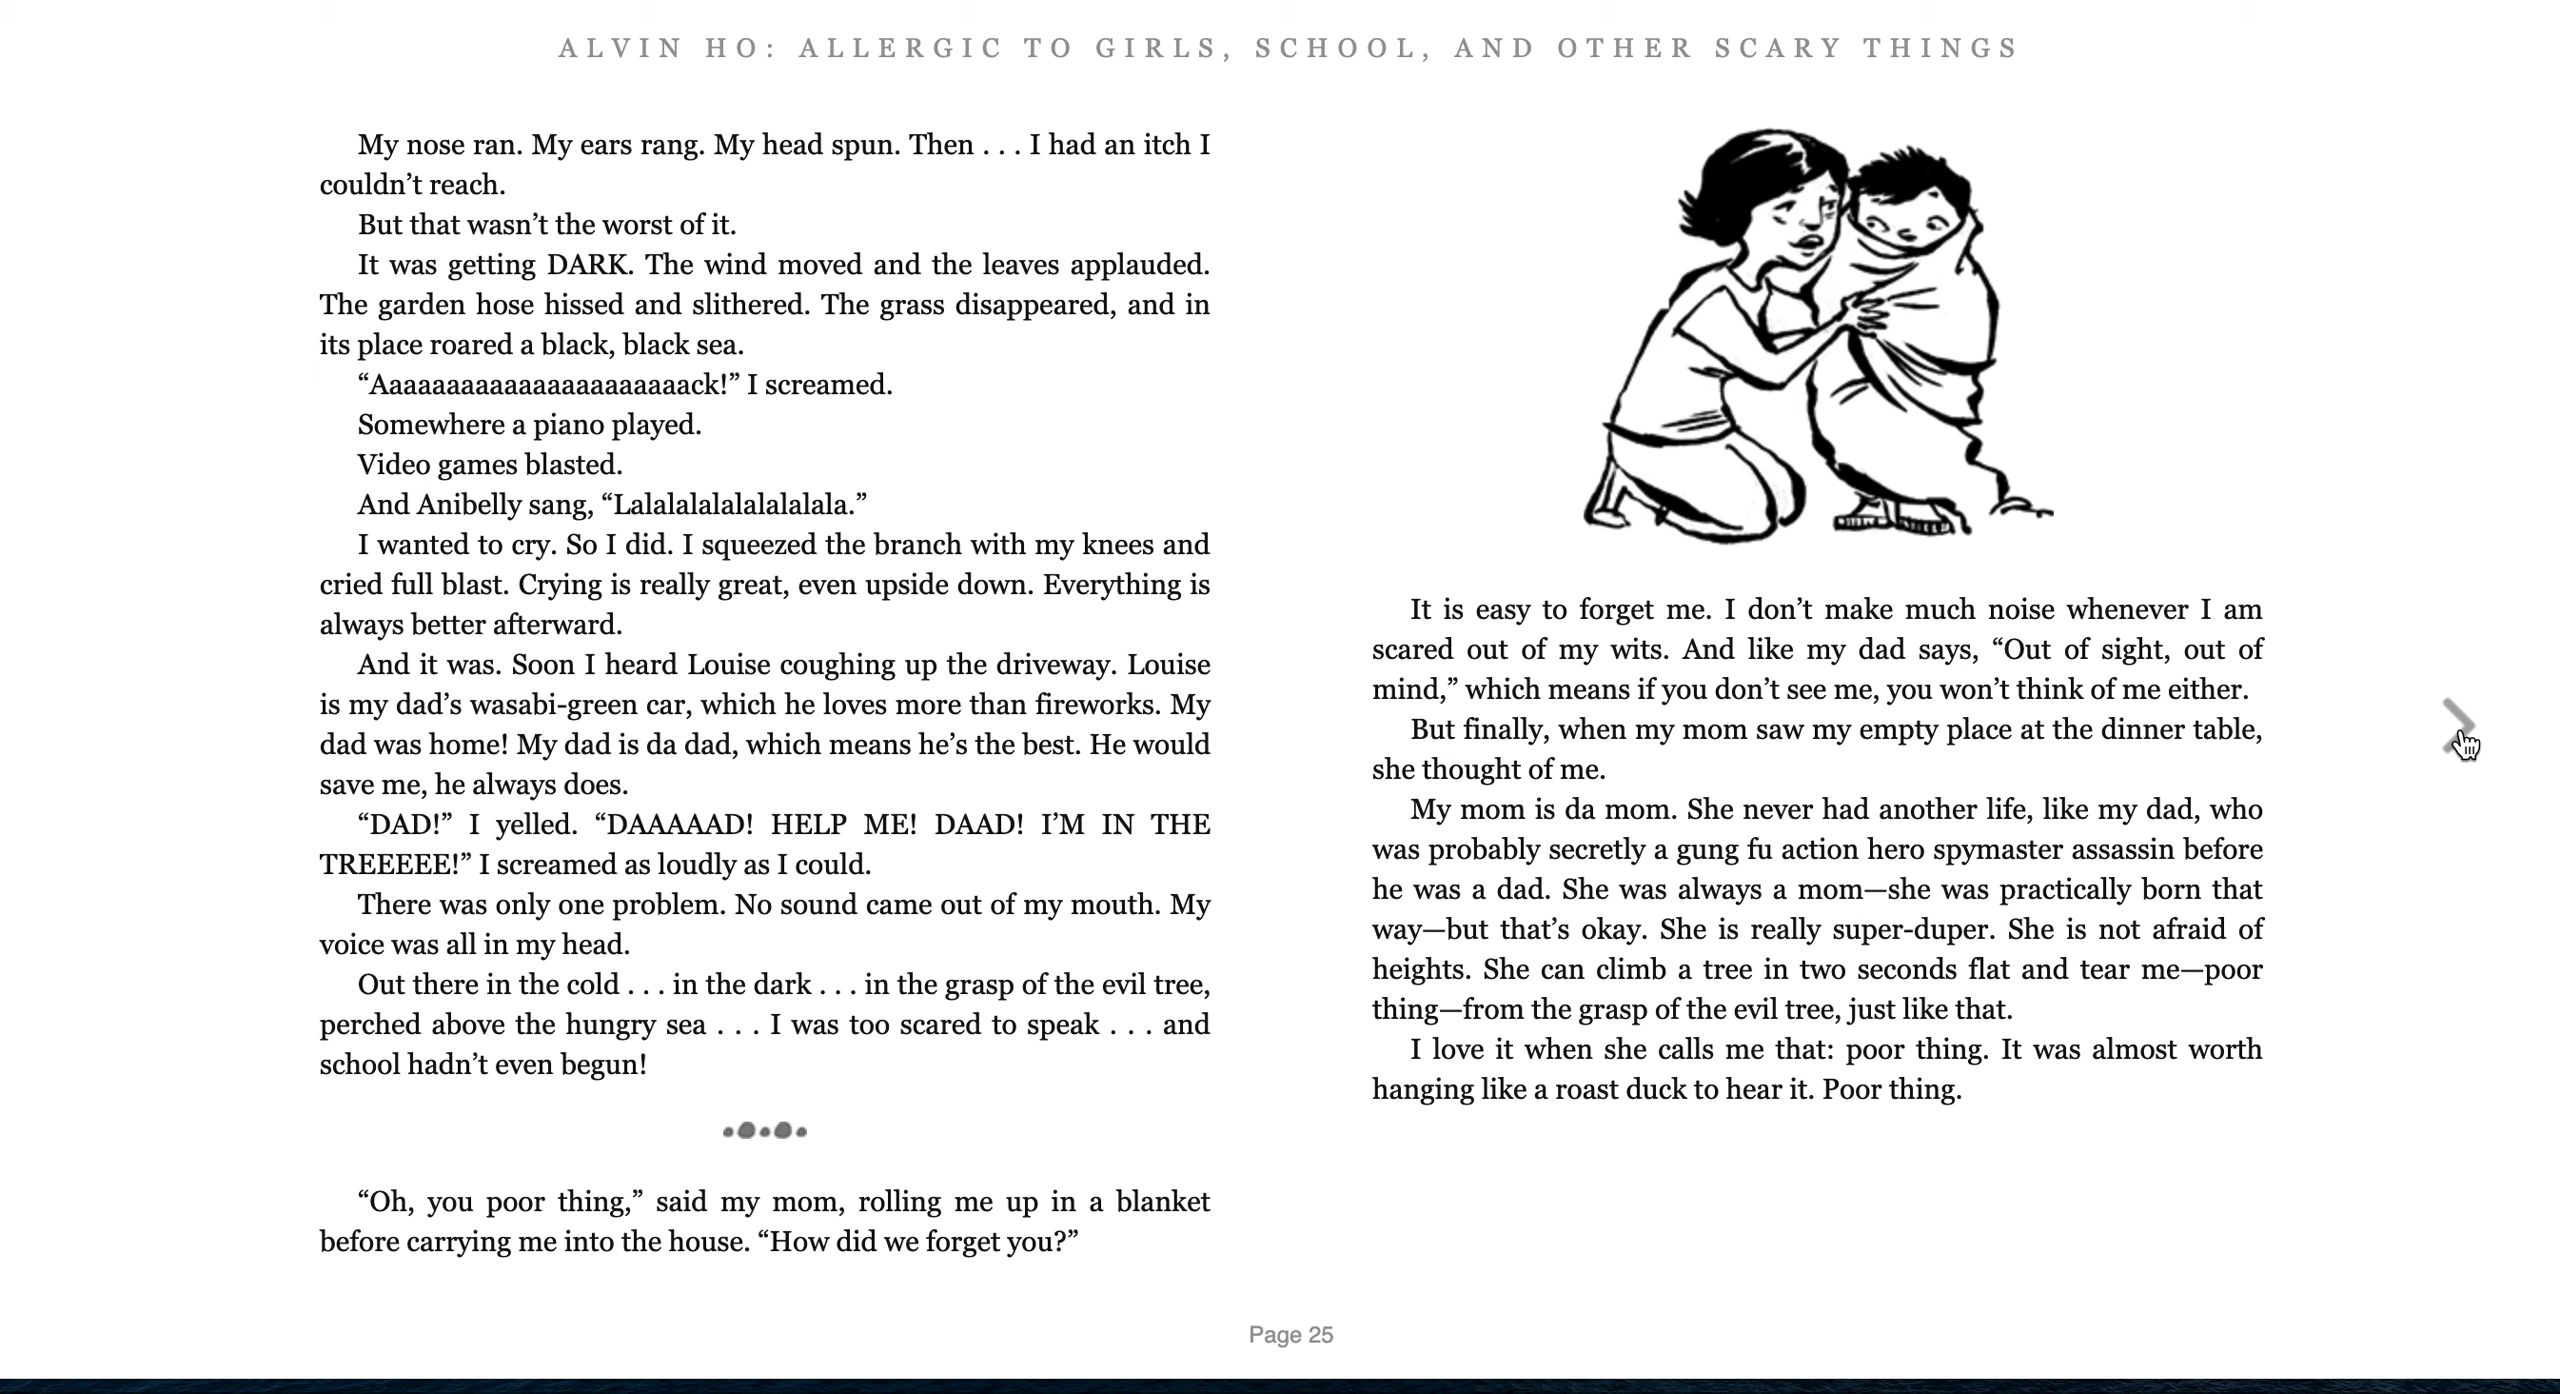 ALVIN HO: ALLERGIC TO GIRLS, SCHOOL, AND OTHER SCARY THINGS
My nose ran. My ears rang. My head spun. Then . . . I had an itch I
couldn’t reach.
But that wasn’t the worst of it.
It was getting DARK. The wind moved and the leaves applauded.
The garden hose hissed and slithered. The grass disappeared, and in
its place roared a black, black sea.
“Aaaaaaaaaaaaaaaaaaaaaaack!” I screamed.
Somewhere a piano played.
Video games blasted.
And Anibelly sang, “Lalalalalalalalalala.”
I wanted to cry. So I did. I squeezed the branch with my knees and
cried full blast. Crying is really great, even upside down. Everything is
always better afterward.
And it was. Soon I heard Louise coughing up the driveway. Louise
is my dad’s wasabi-green car, which he loves more than fireworks. My
dad was home! My dad is da dad, which means he’s the best. He would
save me, he always does.
“DAD!” I yelled. “DAAAAAD! HELP ME! DAAD! I’M IN THE
TREEEEE!” I screamed as loudly as I could.
There was only one problem. No sound came out of my mouth. My
voice was all in my head.
Out there in the cold . . . in the dark . . . in the grasp of the evil tree,
perched above the hungry sea . . . I was too scared to speak . . . and
school hadn’t even begun!
“Oh, you poor thing,” said my mom, rolling me up in a blanket
before carrying me into the house. “How did we forget you?”
It is easy to forget me. I don’t make much noise whenever I am
scared out of my wits. And like my dad says, “Out of sight, out of
mind,” which means if you don’t see me, you won’t think of me either.
But finally, when my mom saw my empty place at the dinner table,
she thought of me.
My mom is da mom. She never had another life, like my dad, who
was probably secretly a gung fu action hero spymaster assassin before
he was a dad. She was always a mom—she was practically born that
way—but that’s okay. She is really super-duper. She is not afraid of
heights. She can climb a tree in two seconds flat and tear me—poor
thing—from the grasp of the evil tree, just like that.
I love it when she calls me that: poor thing. It was almost worth
hanging like a roast duck to hear it. Poor thing.
Page 25